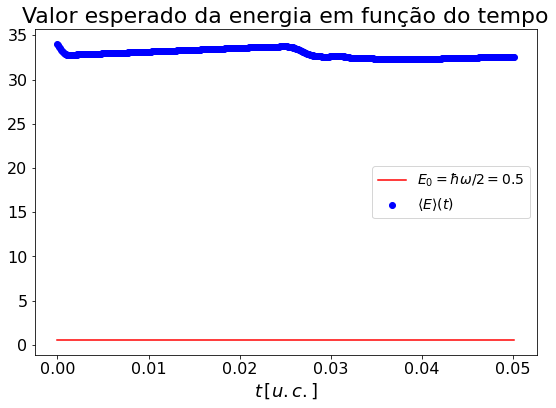 Valor esperado da energia em função do tempo
35
30
25
20
15
10
5
0
E₀ = ℏω/2 = 0.5
⟨E⟩(t)
0.00 0.01 0.02 0.03 0.04 0.05
t [u.c.]